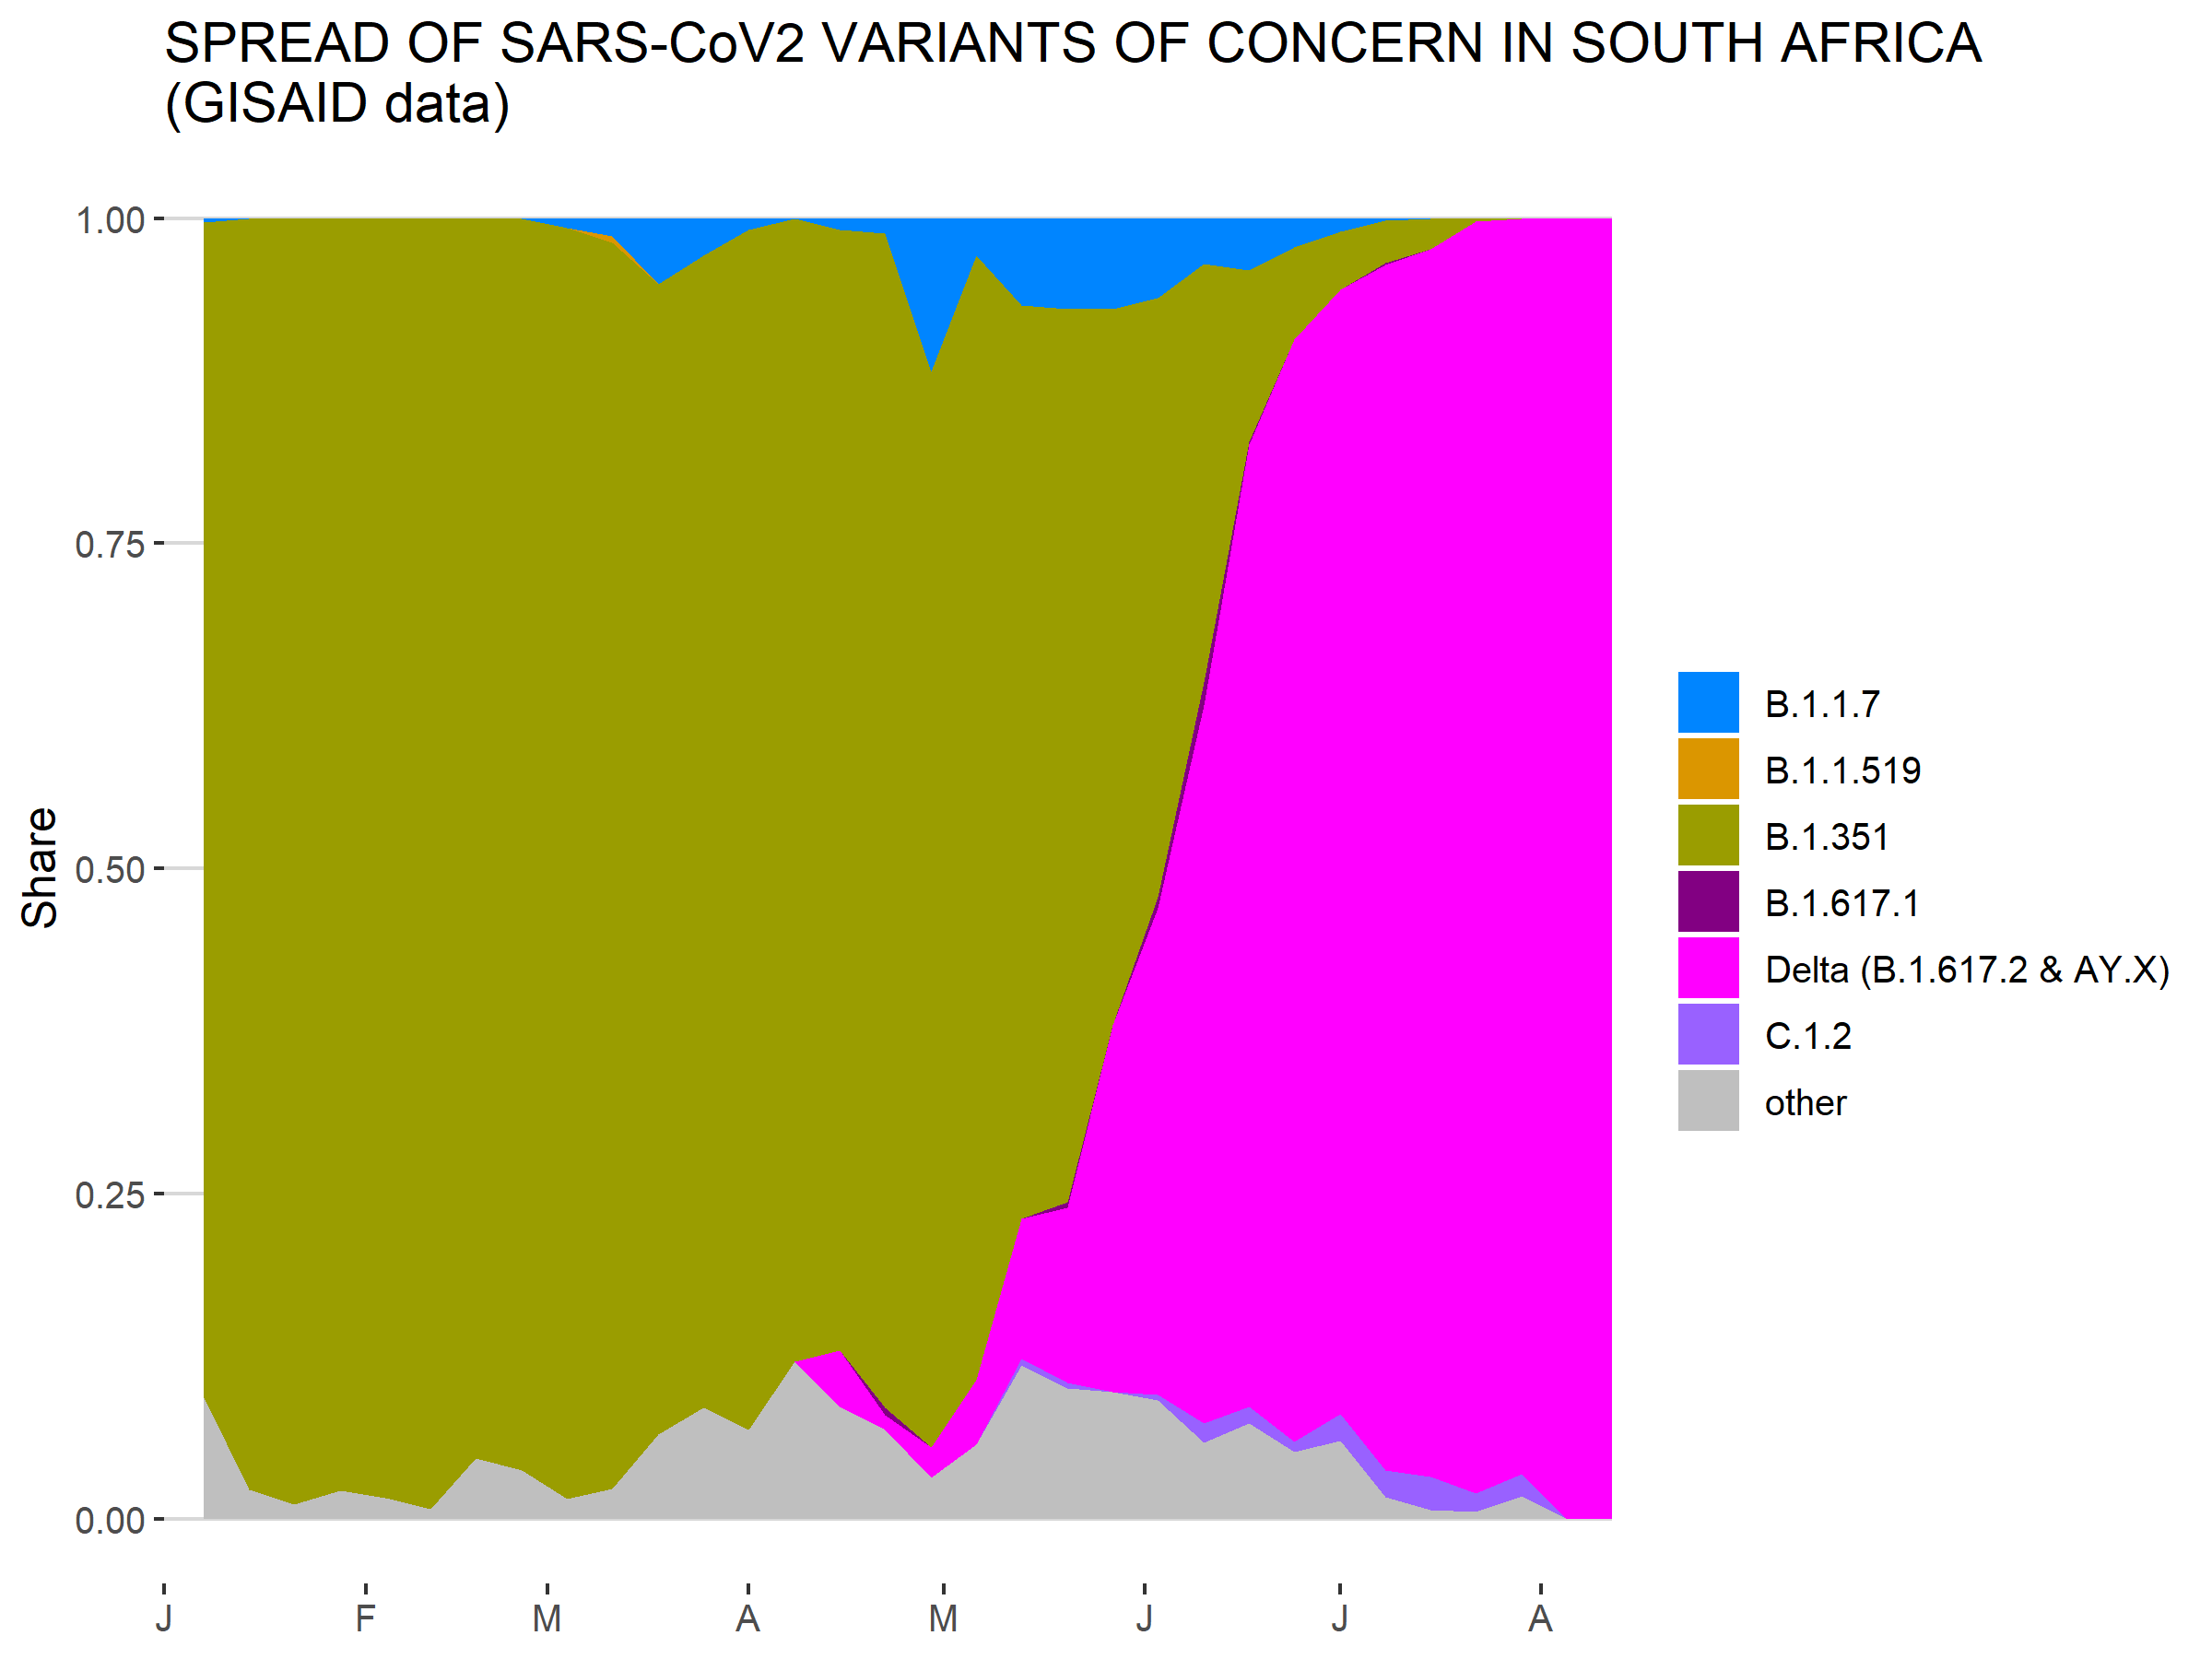 SPREAD OF SARS-CoV2 VARIANTS OF CONCERN IN SOUTH AFRICA
(GISAID data)
1.00
0.75
0.50
0.25
0.00
Share
J F M A M J J A
B.1.1.7
B.1.1.519
B.1.351
B.1.617.1
Delta (B.1.617.2 & AY.X)
C.1.2
other